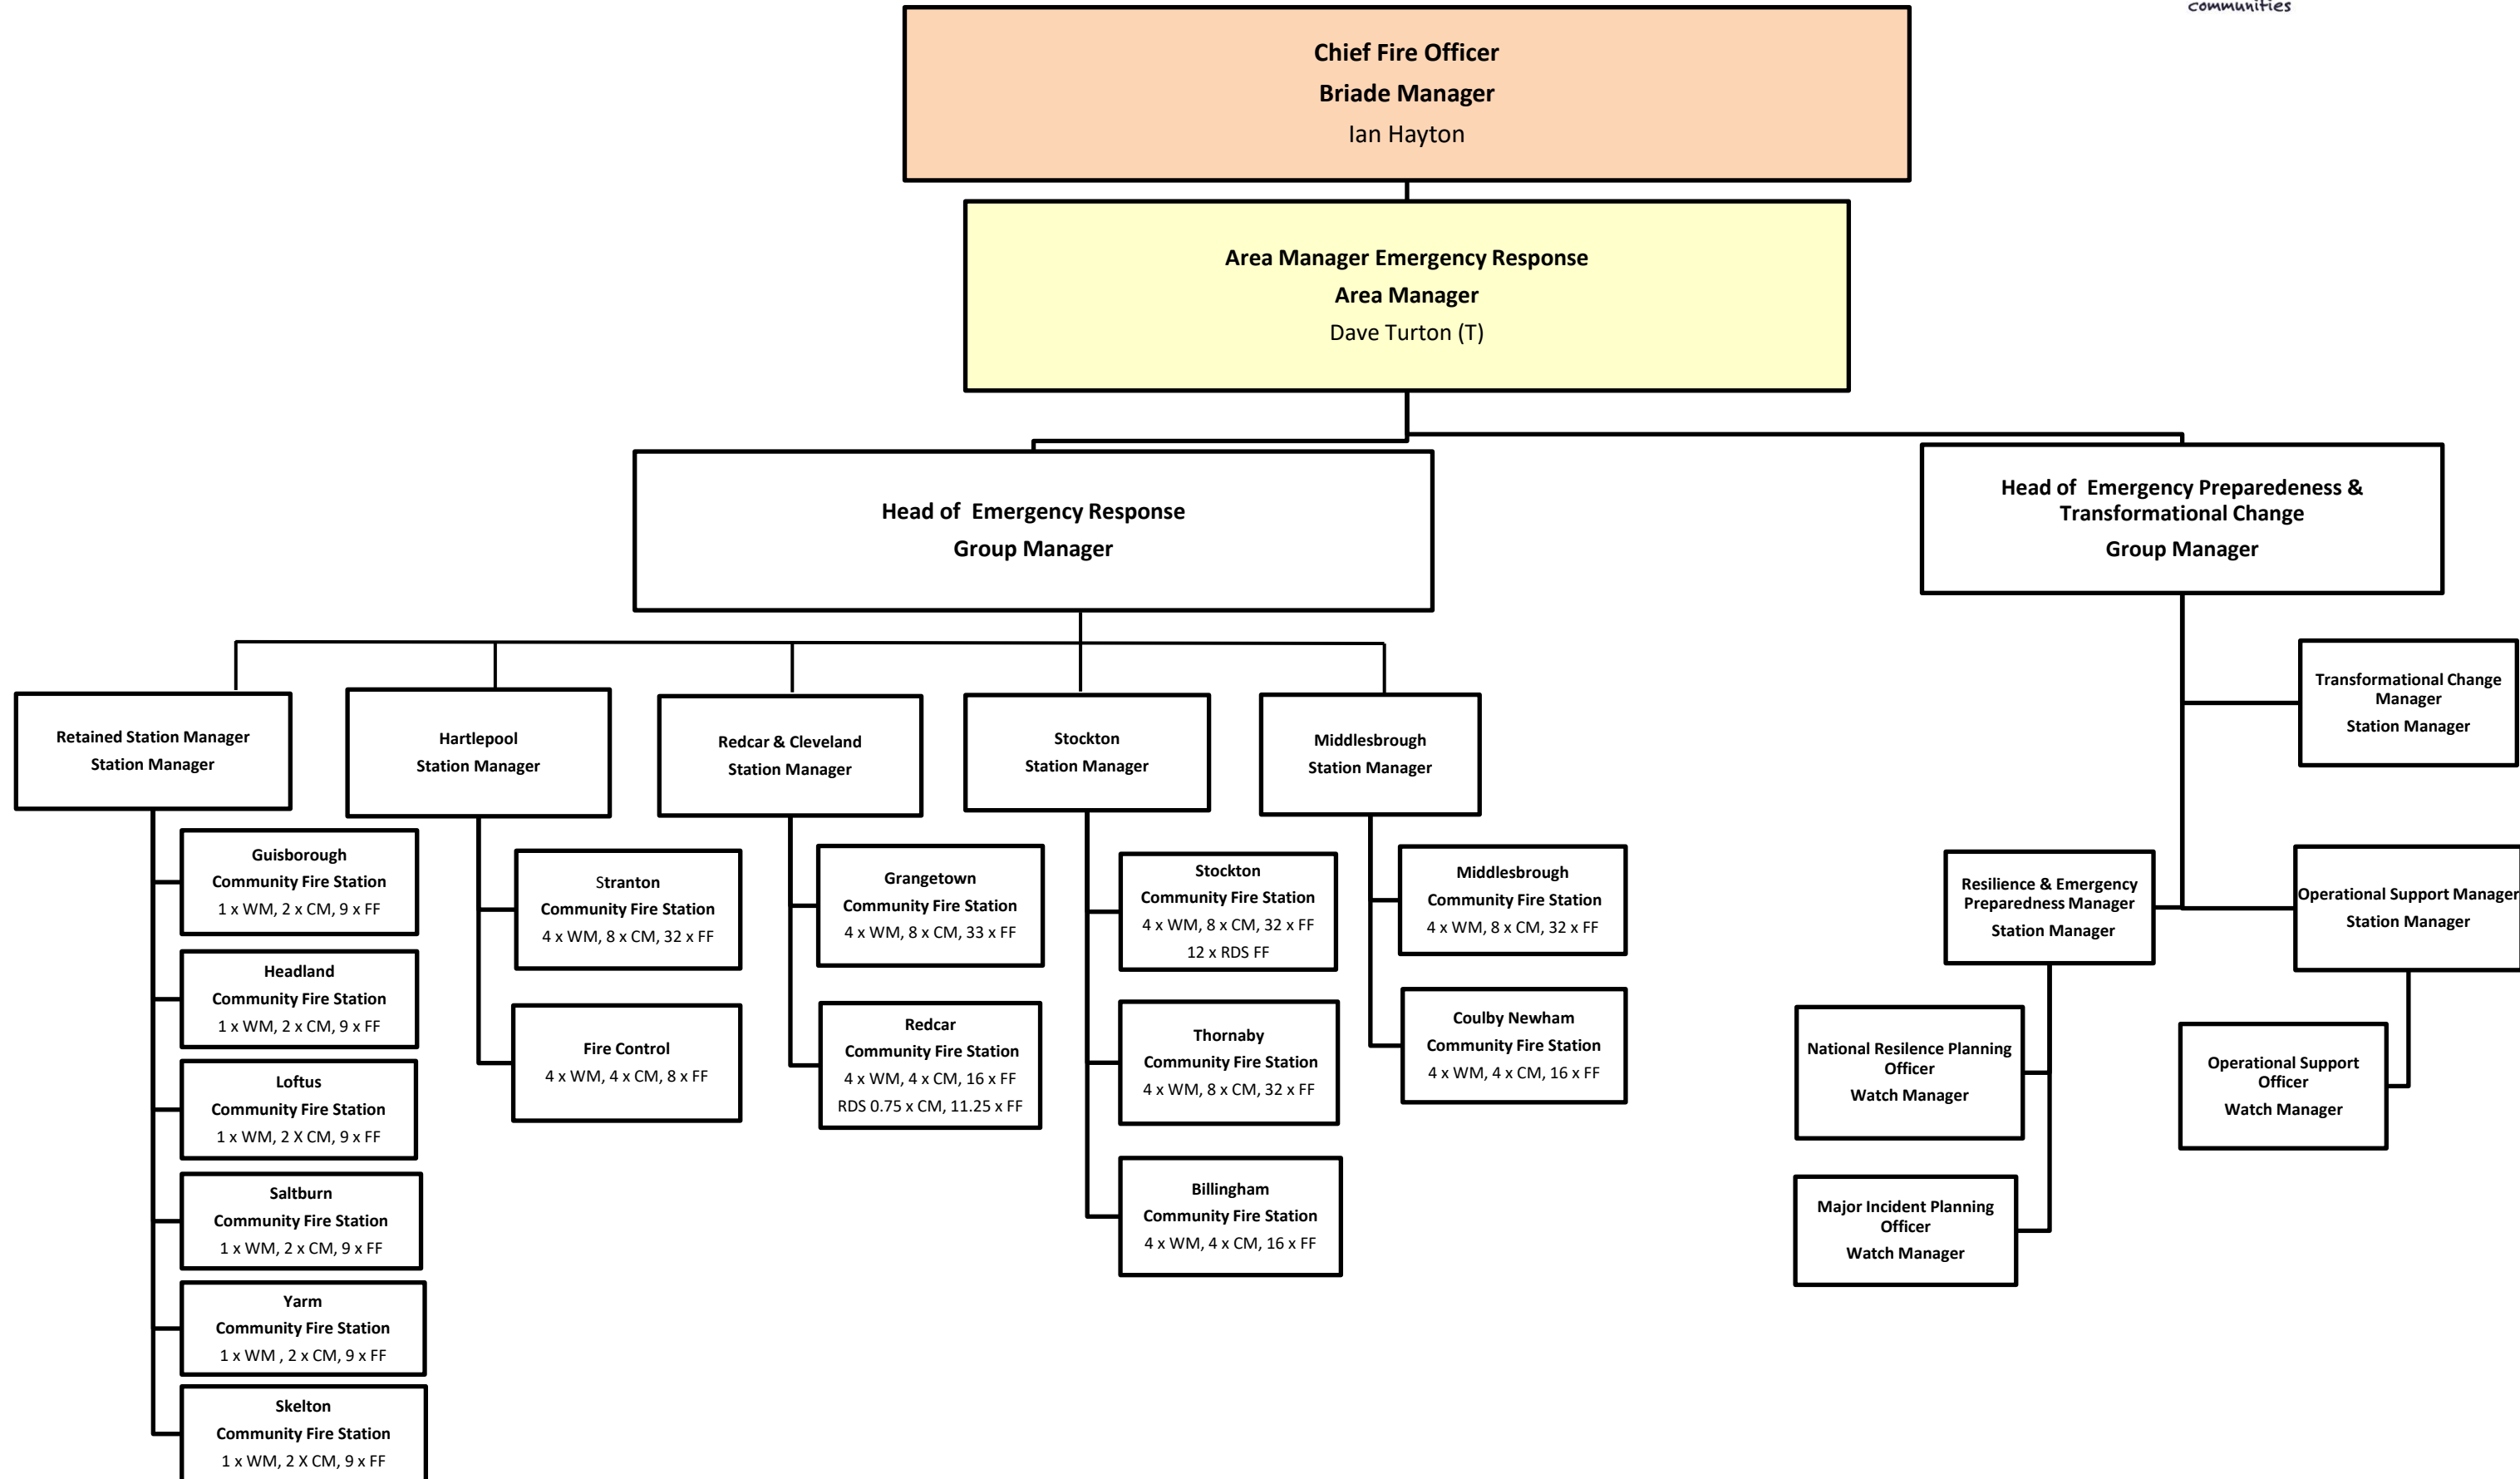 communities
Chief Fire Officer
Briade Manager
Ian Hayton
Area Manager Emergency Response
Area Manager
Dave Turton (T)
Head of  Emergency Response
Group Manager
Head of  Emergency Preparedeness &
Transformational Change
Group Manager
Retained Station Manager
Station Manager
Hartlepool
Station Manager
Redcar & Cleveland
Station Manager
Stockton
Station Manager
Middlesbrough
Station Manager
Transformational Change
Manager
Station Manager
Guisborough
Community Fire Station
1 x WM, 2 x CM, 9 x FF
Headland
Community Fire Station
1 x WM, 2 x CM, 9 x FF
Loftus
Community Fire Station
1 x WM, 2 X CM, 9 x FF
Saltburn
Community Fire Station
1 x WM, 2 x CM, 9 x FF
Yarm
Community Fire Station
1 x WM , 2 x CM, 9 x FF
Skelton
Community Fire Station
1 x WM, 2 X CM, 9 x FF
Stranton
Community Fire Station
4 x WM, 8 x CM, 32 x FF
Fire Control
4 x WM, 4 x CM, 8 x FF
Grangetown
Community Fire Station
4 x WM, 8 x CM, 33 x FF
Redcar
Community Fire Station
4 x WM, 4 x CM, 16 x FF
RDS 0.75 x CM, 11.25 x FF
Stockton
Community Fire Station
4 x WM, 8 x CM, 32 x FF
12 x RDS FF
Thornaby
Community Fire Station
4 x WM, 8 x CM, 32 x FF
Billingham
Community Fire Station
4 x WM, 4 x CM, 16 x FF
Middlesbrough
Community Fire Station
4 x WM, 8 x CM, 32 x FF
Coulby Newham
Community Fire Station
4 x WM, 4 x CM, 16 x FF
Resilience & Emergency
Preparedness Manager
Station Manager
Operational Support Manager
Station Manager
National Resilence Planning
Officer
Watch Manager
Major Incident Planning
Officer
Watch Manager
Operational Support
Officer
Watch Manager